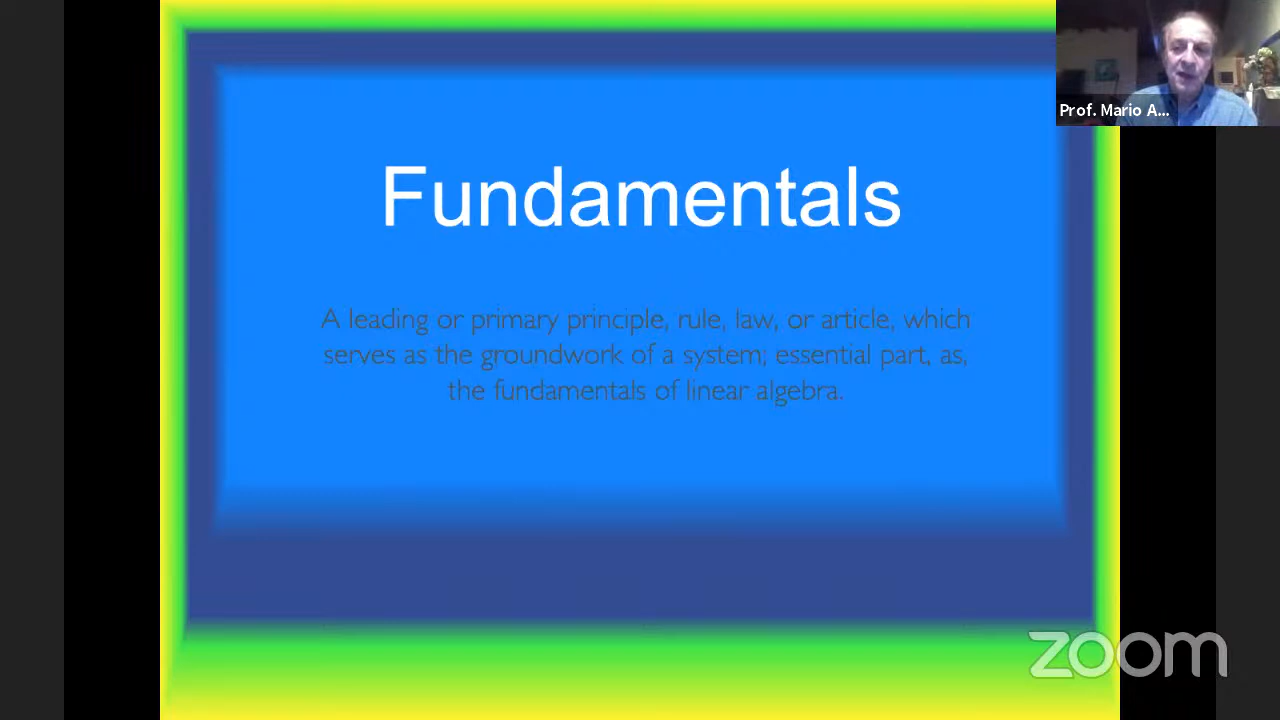 Fundamentals
A leading or primary principle, rule, law, or article, which
serves as the groundwork of a system; essential part, as,
the fundamentals of linear algebra.
Prof. Mario A...
zoom